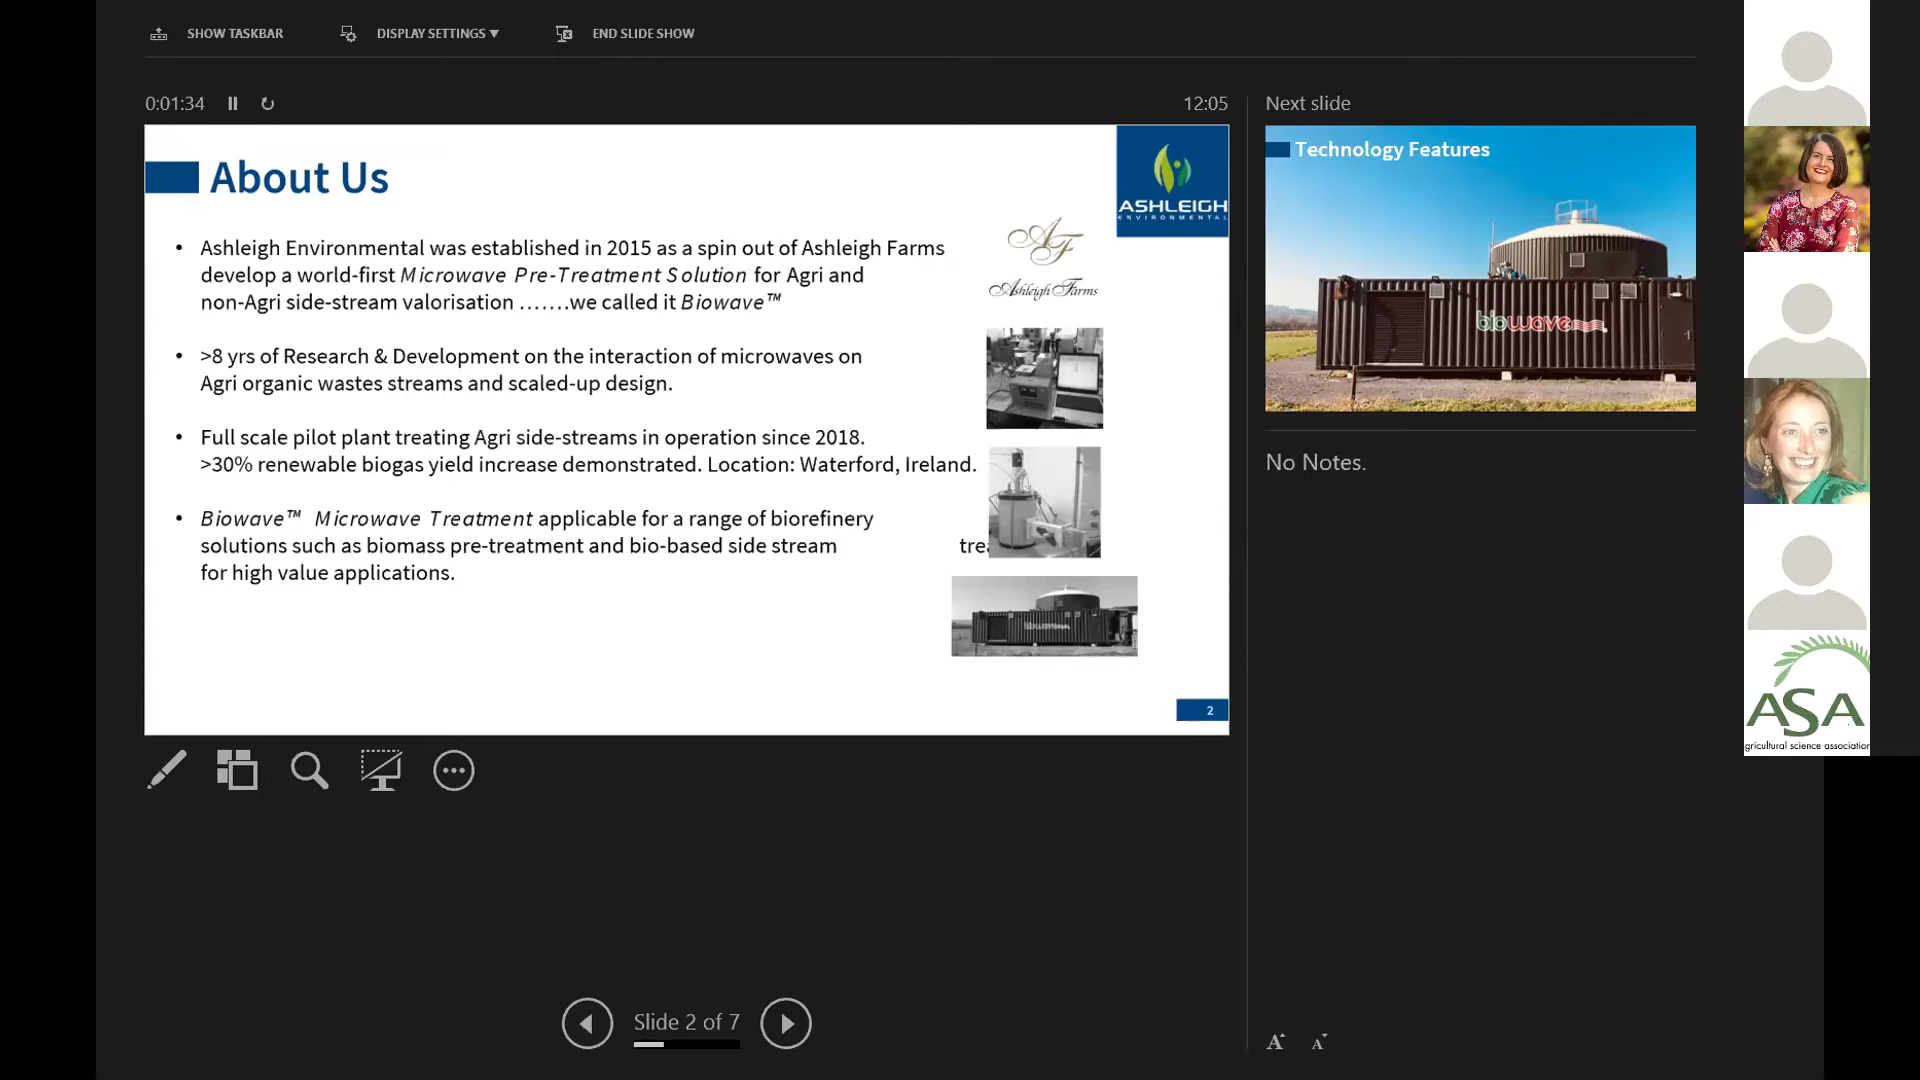 SHOW TASKBAR
DISPLAY SETTINGS ▼
END SLIDE SHOW
0:01:34
12:05
About Us
ASHLEIGH
ENVIRONMENTAL
Ashleigh Farms
• Ashleigh Environmental was established in 2015 as a spin out of Ashleigh Farms
develop a world-first Microwave Pre-Treatment Solution for Agri and
non-Agri side-stream valorisation …….we called it Biowave™
• >8 yrs of Research & Development on the interaction of microwaves on
Agri organic wastes streams and scaled-up design.
• Full scale pilot plant treating Agri side-streams in operation since 2018.
>30% renewable biogas yield increase demonstrated. Location: Waterford, Ireland.
• Biowave™ Microwave Treatment applicable for a range of biorefinery
solutions such as biomass pre-treatment and bio-based side stream
for high value applications.
biowave
2
Next slide
Technology Features
biowave
No Notes.
ASA
gricultural science association
Slide 2 of 7
A A